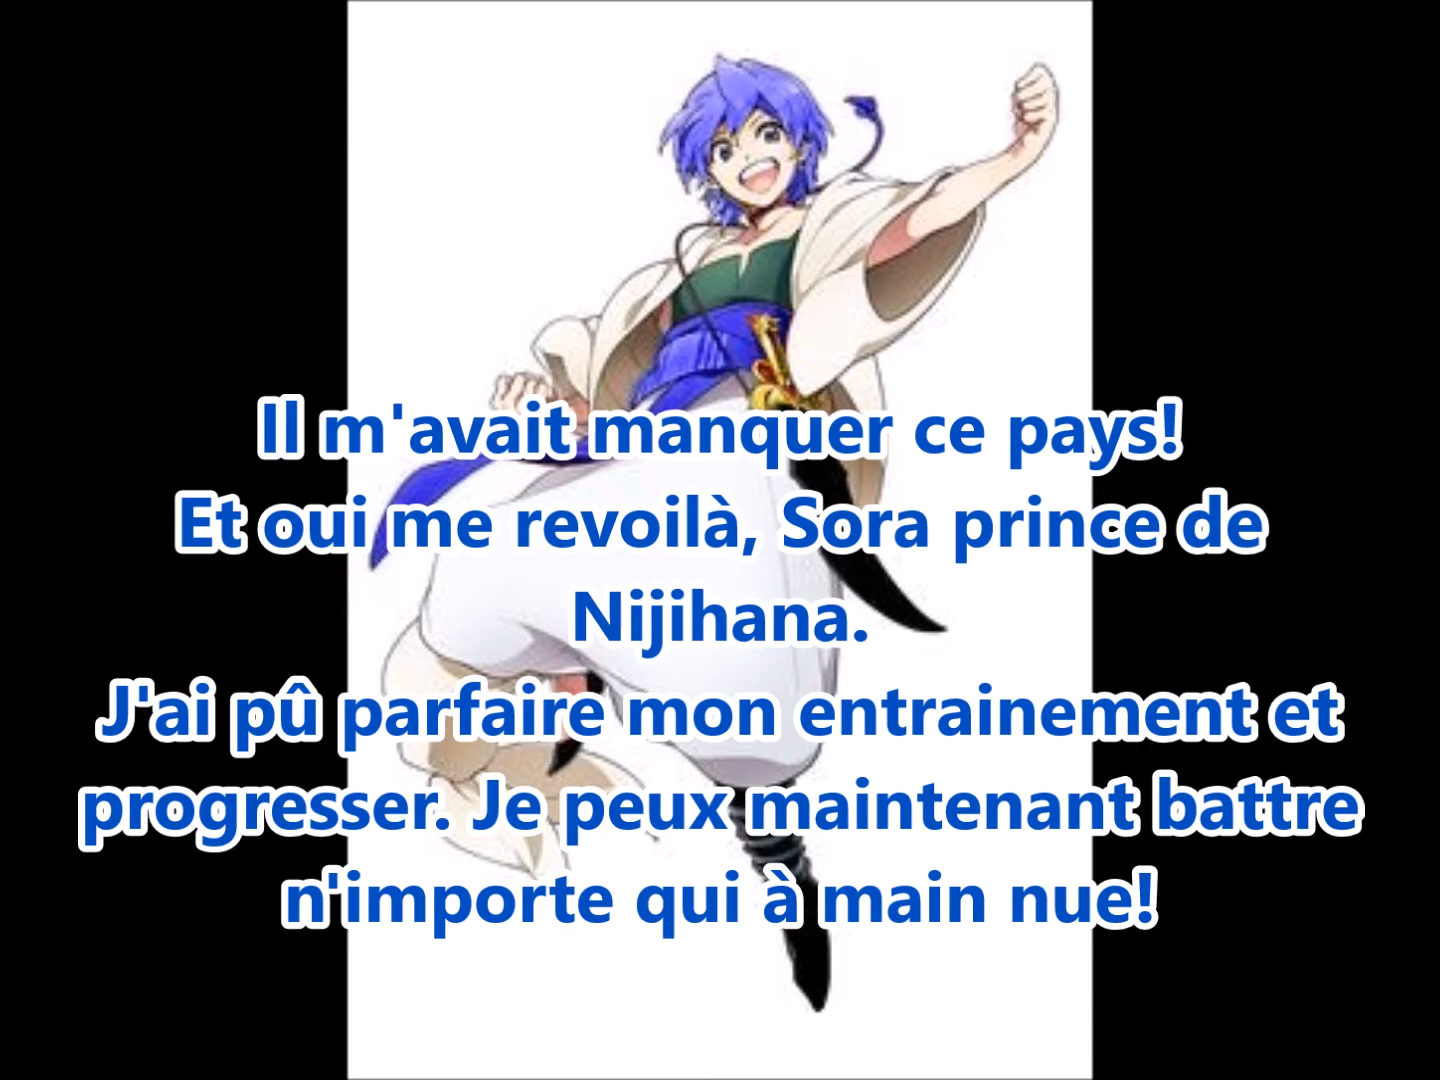 Il m'avait manquer ce pays!
Et oui me revoilà, Sora prince de
Nijihana.
J'ai pû parfaire mon entrainement et
progresser. Je peux maintenant battre
n'importe qui à main nue!